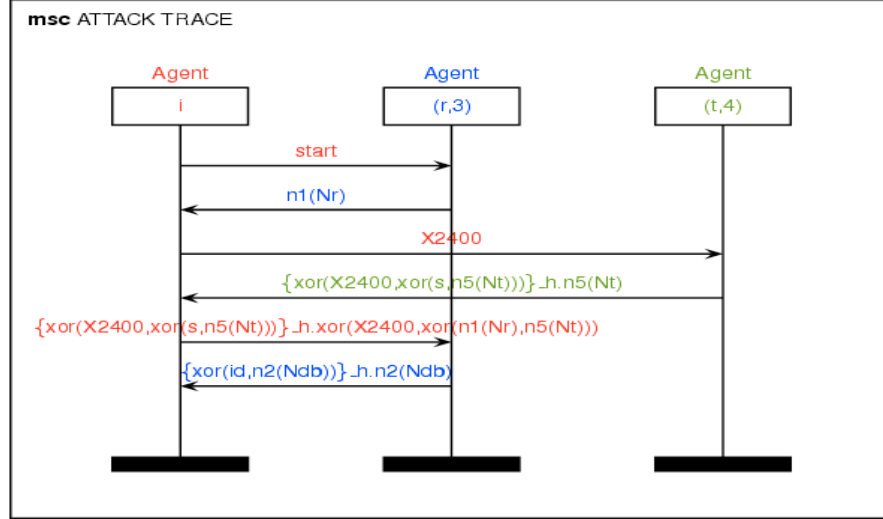 msc ATTACK TRACE
Agent Agent Agent
i (r,3) (t,4)
start
n1(Nr)
X2400
{xor(X2400,xor(s,n5(Nt)))}_h.n5(Nt)
{xor(X2400,xor(s,n5(Nt)))}_h.xor(X2400,xor(n1(Nr),n5(Nt)))
{xor(id,n2(Ndb))}_h.n2(Ndb)